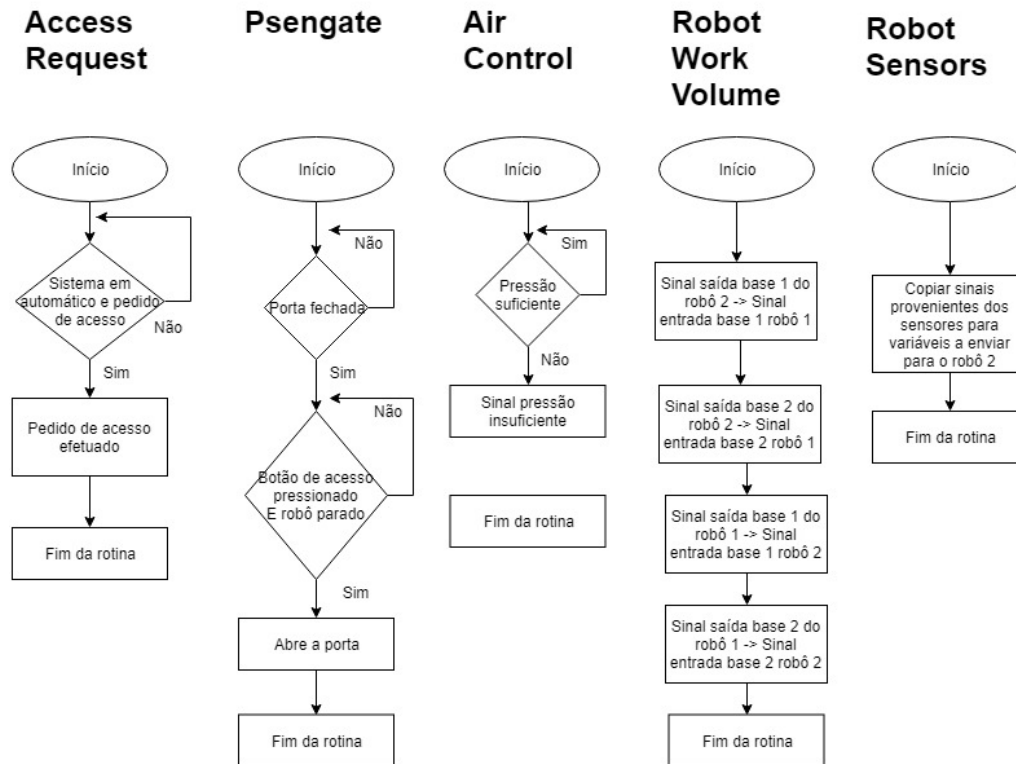 Access
Request
Início
Sistema em
automático e pedido
de acesso
Não
Sim
Pedido de acesso
efetuado
Fim da rotina
Psengate
Início
Não
Porta fechada
Sim
Não
Botão de acesso
pressionado
E robô parado
Sim
Abre a porta
Fim da rotina
Air
Control
Início
Sim
Pressão
suficiente
Não
Sinal pressão
insuficiente
Fim da rotina
Robot
Work
Volume
Início
Sinal saída base 1 do
robô 2 -> Sinal
entrada base 1 robô 1
Sinal saída base 2 do
robô 2 -> Sinal
entrada base 2 robô 1
Sinal saída base 1 do
robô 1 -> Sinal
entrada base 1 robô 2
Sinal saída base 2 do
robô 1 -> Sinal
entrada base 2 robô 2
Fim da rotina
Robot
Sensors
Início
Copiar sinais
provenientes dos
sensores para
variáveis a enviar
para o robô 2
Fim da rotina